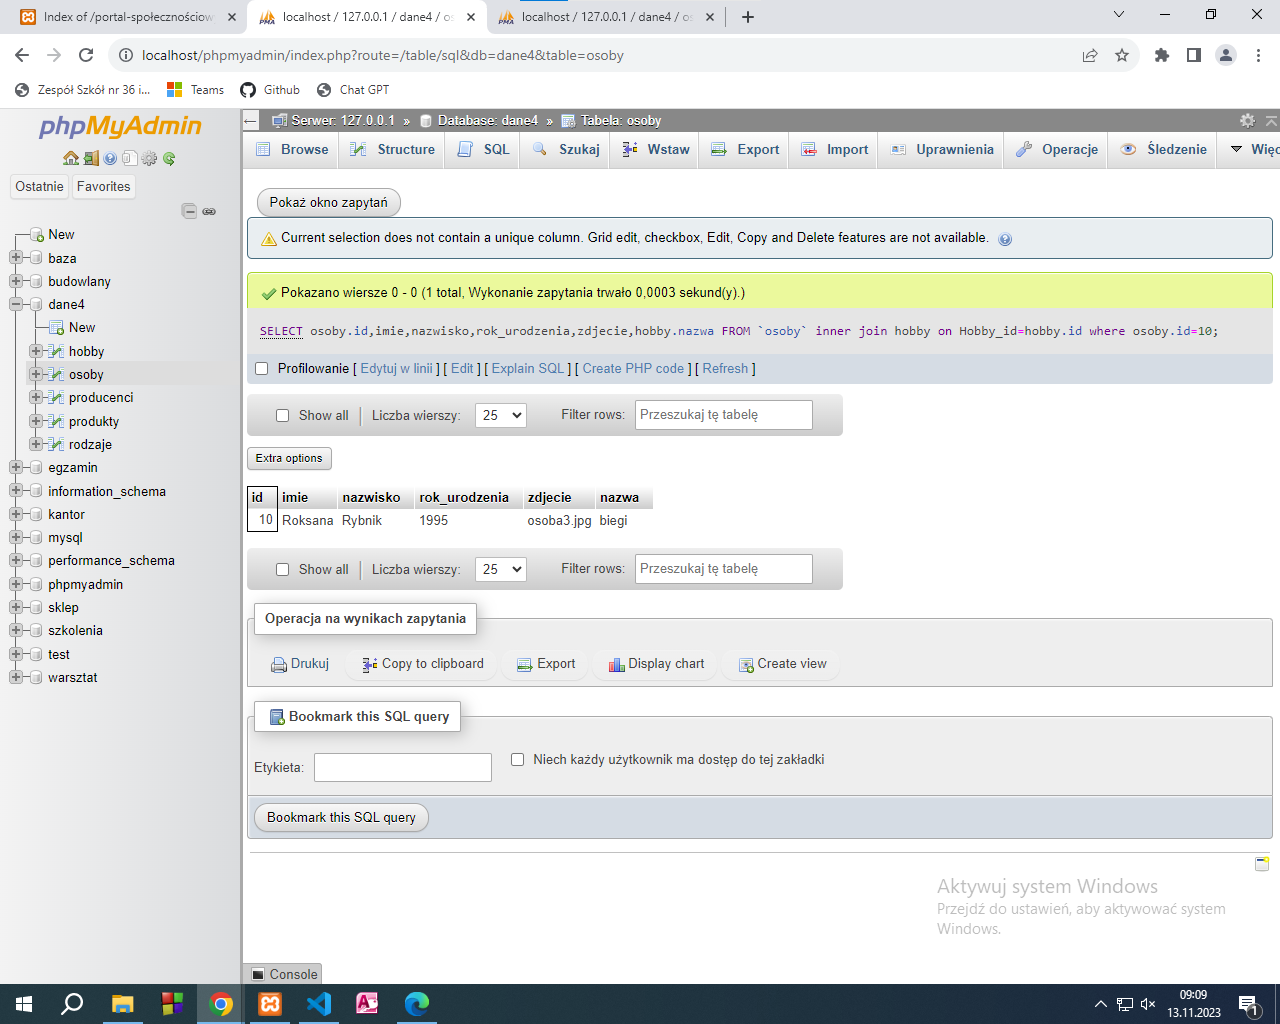 Index of /portal-społecznościow
localhost / 127.0.0.1 / dane4 / os
localhost / 127.0.0.1 / dane4 / os
localhost/phpmyadmin/index.php?route=/table/sql&db=dane4&table=osoby
Zespół Szkół nr 36 i...
Teams
Github
Chat GPT
phpMyAdmin
Ostatnie
Favorites
New
baza
budowlany
dane4
New
hobby
osoby
producenci
produkty
rodzaje
egzamin
information_schema
kantor
mysql
performance_schema
phpmyadmin
sklep
szkolenia
test
warsztat
Serwer: 127.0.0.1 » Database: dane4 » Tabela: osoby
Browse Structure SQL Szukaj Wstaw Export Import Uprawnienia Operacje Śledzenie Więc
Pokaż okno zapytań
Current selection does not contain a unique column. Grid edit, checkbox, Edit, Copy and Delete features are not available.
Pokazano wiersze 0 - 0 (1 total, Wykonanie zapytania trwało 0,0003 sekund(y).)
SELECT osoby.id,imie,nazwisko,rok_urodzenia,zdjecie,hobby.nazwa FROM `osoby` inner join hobby on Hobby_id=hobby.id where osoby.id=10;
Profilowanie [ Edytuj w linii ] [ Edit ] [ Explain SQL ] [ Create PHP code ] [ Refresh ]
Show all Liczba wierszy: 25 Filter rows: Przeszukaj tę tabelę
Extra options
id imie nazwisko rok_urodzenia zdjecie nazwa
10 Roksana Rybnik 1995 osoba3.jpg biegi
Show all Liczba wierszy: 25 Filter rows: Przeszukaj tę tabelę
Operacja na wynikach zapytania
Drukuj Copy to clipboard Export Display chart Create view
Bookmark this SQL query
Etykieta: Niech każdy użytkownik ma dostęp do tej zakładki
Bookmark this SQL query
Aktywuj system Windows
Przejdź do ustawień, aby aktywować system
Windows.
Console
09:09
13.11.2023
1